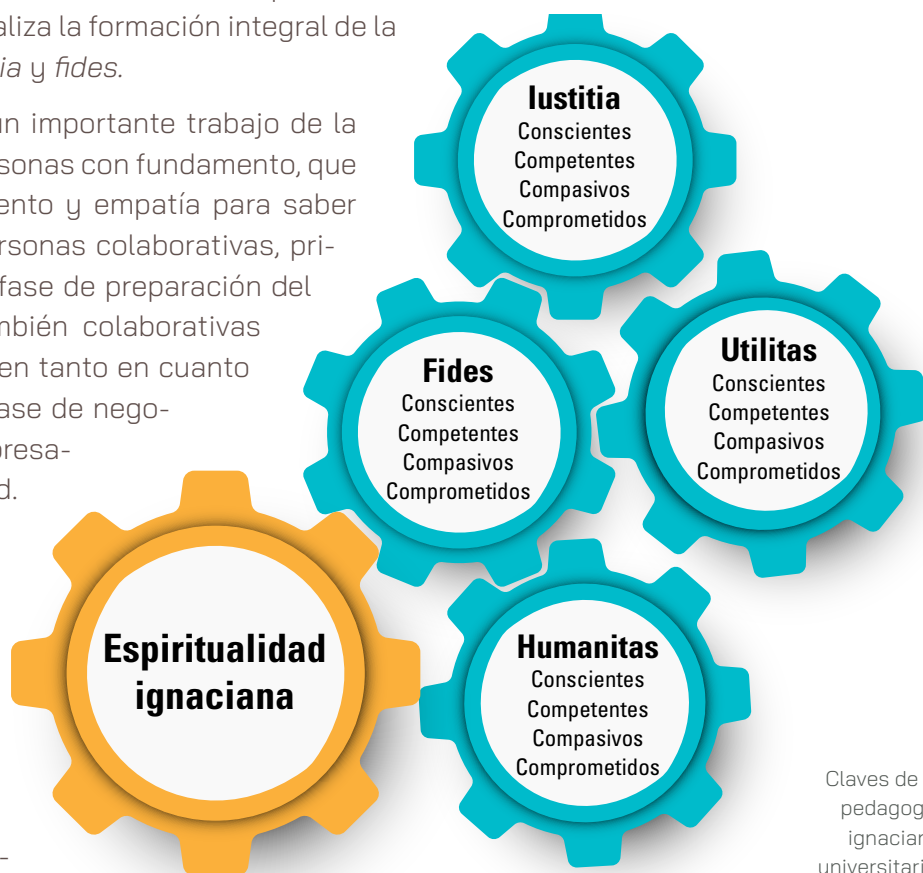 aliza la formación integral de la
ia y fides.
un importante trabajo de la
sonas con fundamento, que
ento y empatía para saber
ersonas colaborativas, pri-
fase de preparación del
mbién colaborativas
en tanto en cuanto
ase de nego-
presa-
d.
Iustitia
Conscientes
Competentes
Compasivos
Comprometidos
Fides
Conscientes
Competentes
Compasivos
Comprometidos
Utilitas
Conscientes
Competentes
Compasivos
Comprometidos
Espiritualidad
ignaciana
Humanitas
Conscientes
Competentes
Compasivos
Comprometidos
Claves de
pedagog
ignacian
universitari